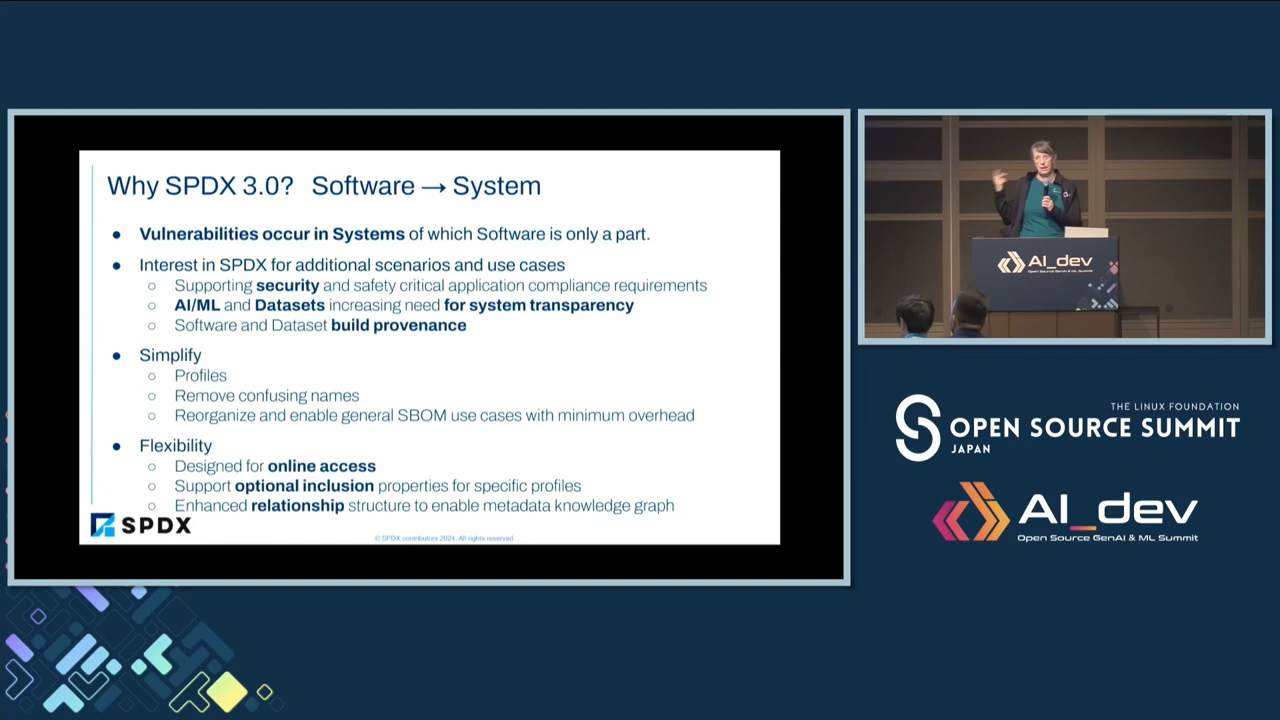 Why SPDX 3.0? Software → System
● Vulnerabilities occur in Systems of which Software is only a part.
● Interest in SPDX for additional scenarios and use cases
○ Supporting security and safety critical application compliance requirements
○ AI/ML and Datasets increasing need for system transparency
○ Software and Dataset build provenance
● Simplify
○ Profiles
○ Remove confusing names
○ Reorganize and enable general SBOM use cases with minimum overhead
● Flexibility
○ Designed for online access
○ Support optional inclusion properties for specific profiles
○ Enhanced relationship structure to enable metadata knowledge graph
SPDX
© SPDX contributors 2024. All rights reserved.
AI_dev
Open Source GenAI & ML Summit
THE LINUX FOUNDATION
OPEN SOURCE SUMMIT
JAPAN
AI_dev
Open Source GenAI & ML Summit